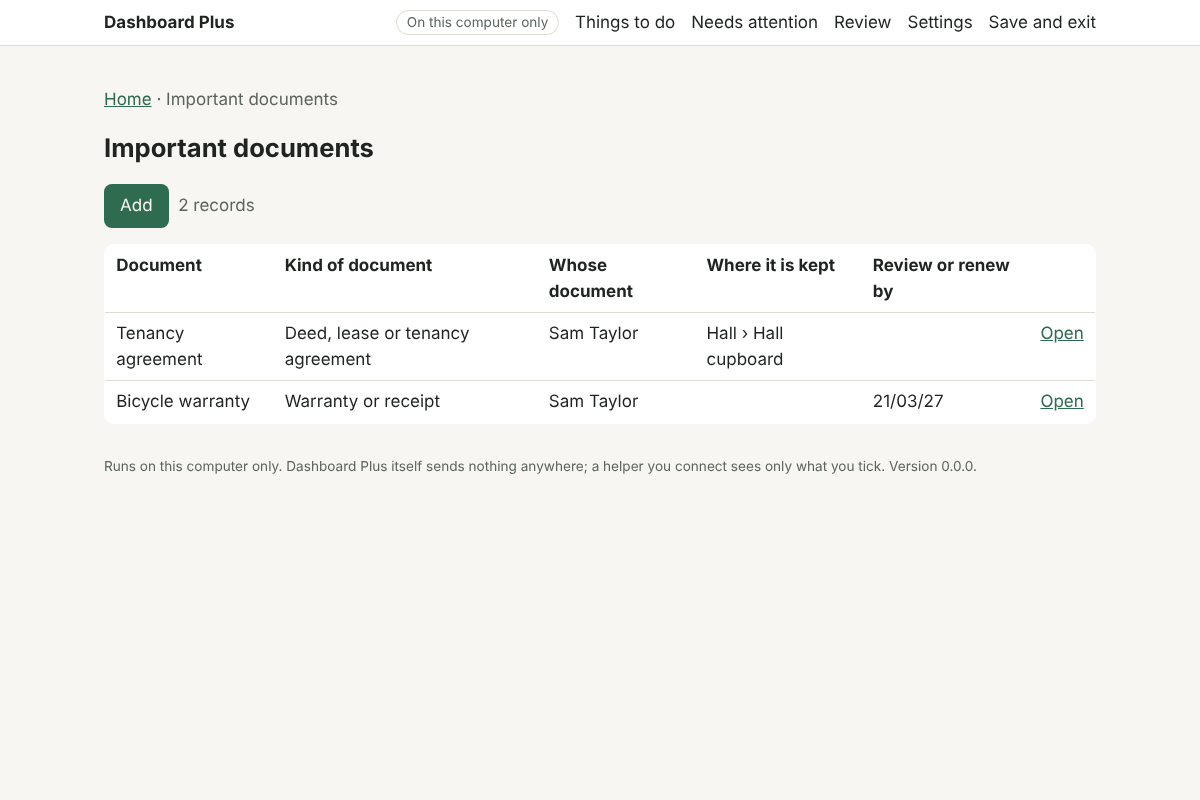 Dashboard Plus
On this computer only
Things to do
Needs attention
Review
Settings
Save and exit
Home · Important documents
Important documents
Add
2 records
Document
Kind of document
Whose document
Where it is kept
Review or renew by
Tenancy agreement
Deed, lease or tenancy agreement
Sam Taylor
Hall › Hall cupboard
Open
Bicycle warranty
Warranty or receipt
Sam Taylor
21/03/27
Open
Runs on this computer only. Dashboard Plus itself sends nothing anywhere; a helper you connect sees only what you tick. Version 0.0.0.